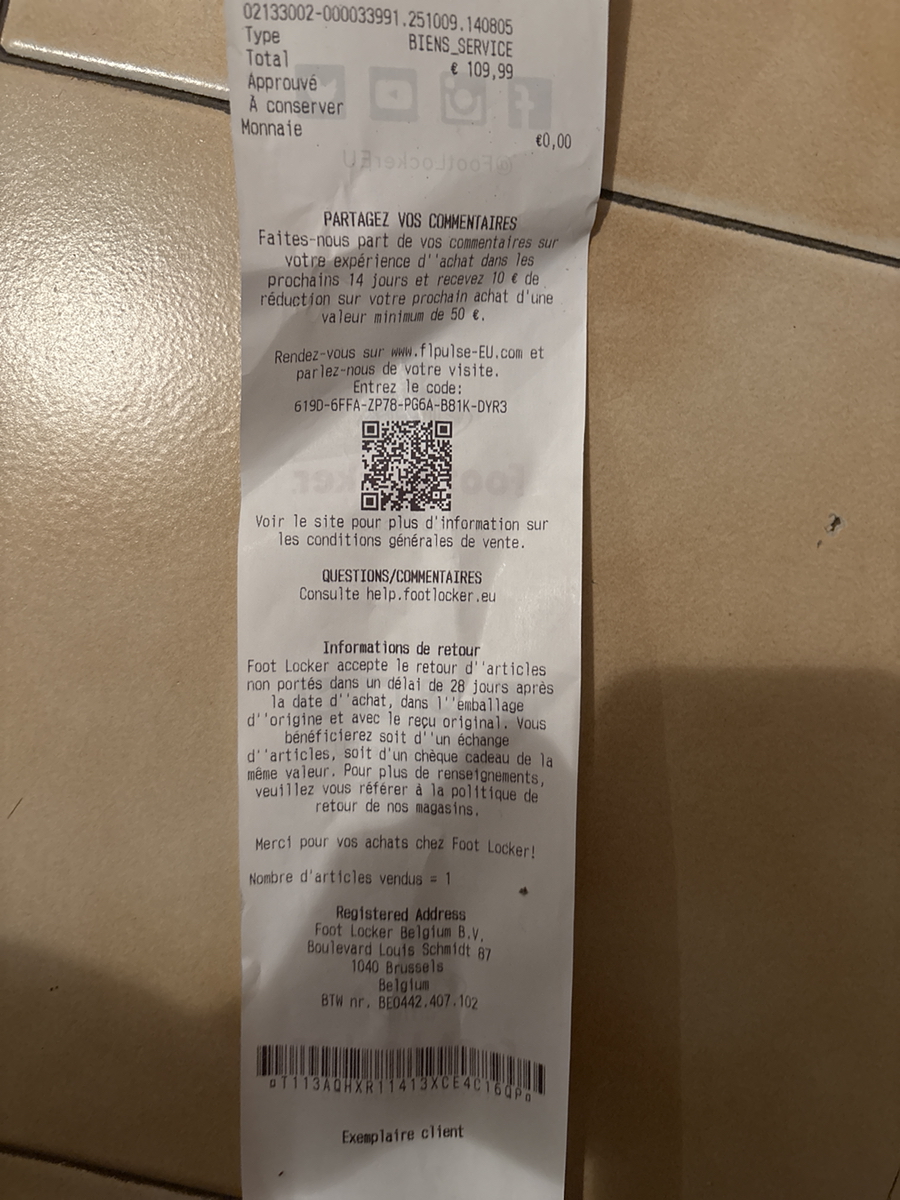 02133002-000033991.251009.140805
Type BIENS_SERVICE
Total € 109,99
Approuvé
À conserver
Monnaie €0,00
@FootLockerEU
PARTAGEZ VOS COMMENTAIRES
Faites-nous part de vos commentaires sur
votre expérience d''achat dans les
prochains 14 jours et recevez 10 € de
réduction sur votre prochain achat d'une
valeur minimum de 50 €.
Rendez-vous sur www.flpulse-EU.com et
parlez-nous de votre visite.
Entrez le code:
619D-6FFA-ZP78-PG6A-B81K-DYR3
Voir le site pour plus d'information sur
les conditions générales de vente.
QUESTIONS/COMMENTAIRES
Consulte help.footlocker.eu
Informations de retour
Foot Locker accepte le retour d''articles
non portés dans un délai de 28 jours après
la date d''achat, dans l''emballage
d''origine et avec le reçu original. Vous
bénéficierez soit d''un échange
d''articles, soit d'un chèque cadeau de la
même valeur. Pour plus de renseignements,
veuillez vous référer à la politique de
retour de nos magasins.
Merci pour vos achats chez Foot Locker!
Nombre d'articles vendus = 1
Registered Address
Foot Locker Belgium B.V.
Boulevard Louis Schmidt 87
1040 Brussels
Belgium
BTW nr. BE0442.407.102
¤T113AQHXR11413XCE4C16QP¤
Exemplaire client